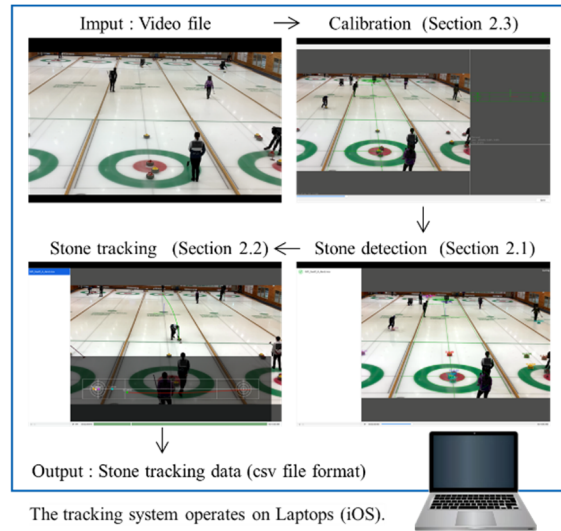 Imput : Video file
Calibration (Section 2.3)
Stone tracking (Section 2.2)
Stone detection (Section 2.1)
Output : Stone tracking data (csv file format)
The tracking system operates on Laptops (iOS).